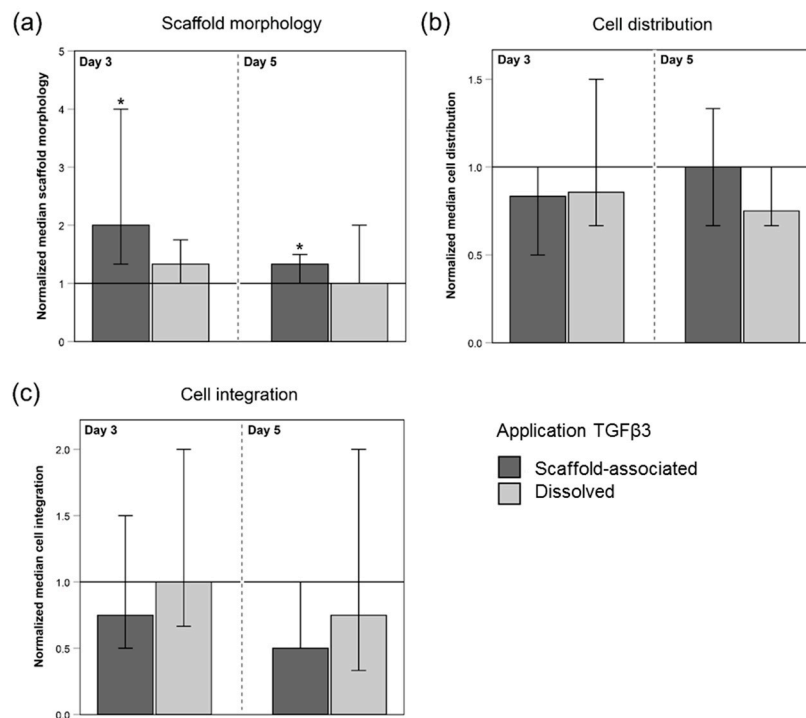 (a)
Scaffold morphology
Normalized median scaffold morphology
5
4
3
2
1
0
Day 3
Day 5
*
*
(b)
Cell distribution
Normalized median cell distribution
1.5
1.0
0.5
0.0
Day 3
Day 5
(c)
Cell integration
Normalized median cell integration
2.0
1.5
1.0
0.5
0.0
Day 3
Day 5
Application TGFβ3
Scaffold-associated
Dissolved